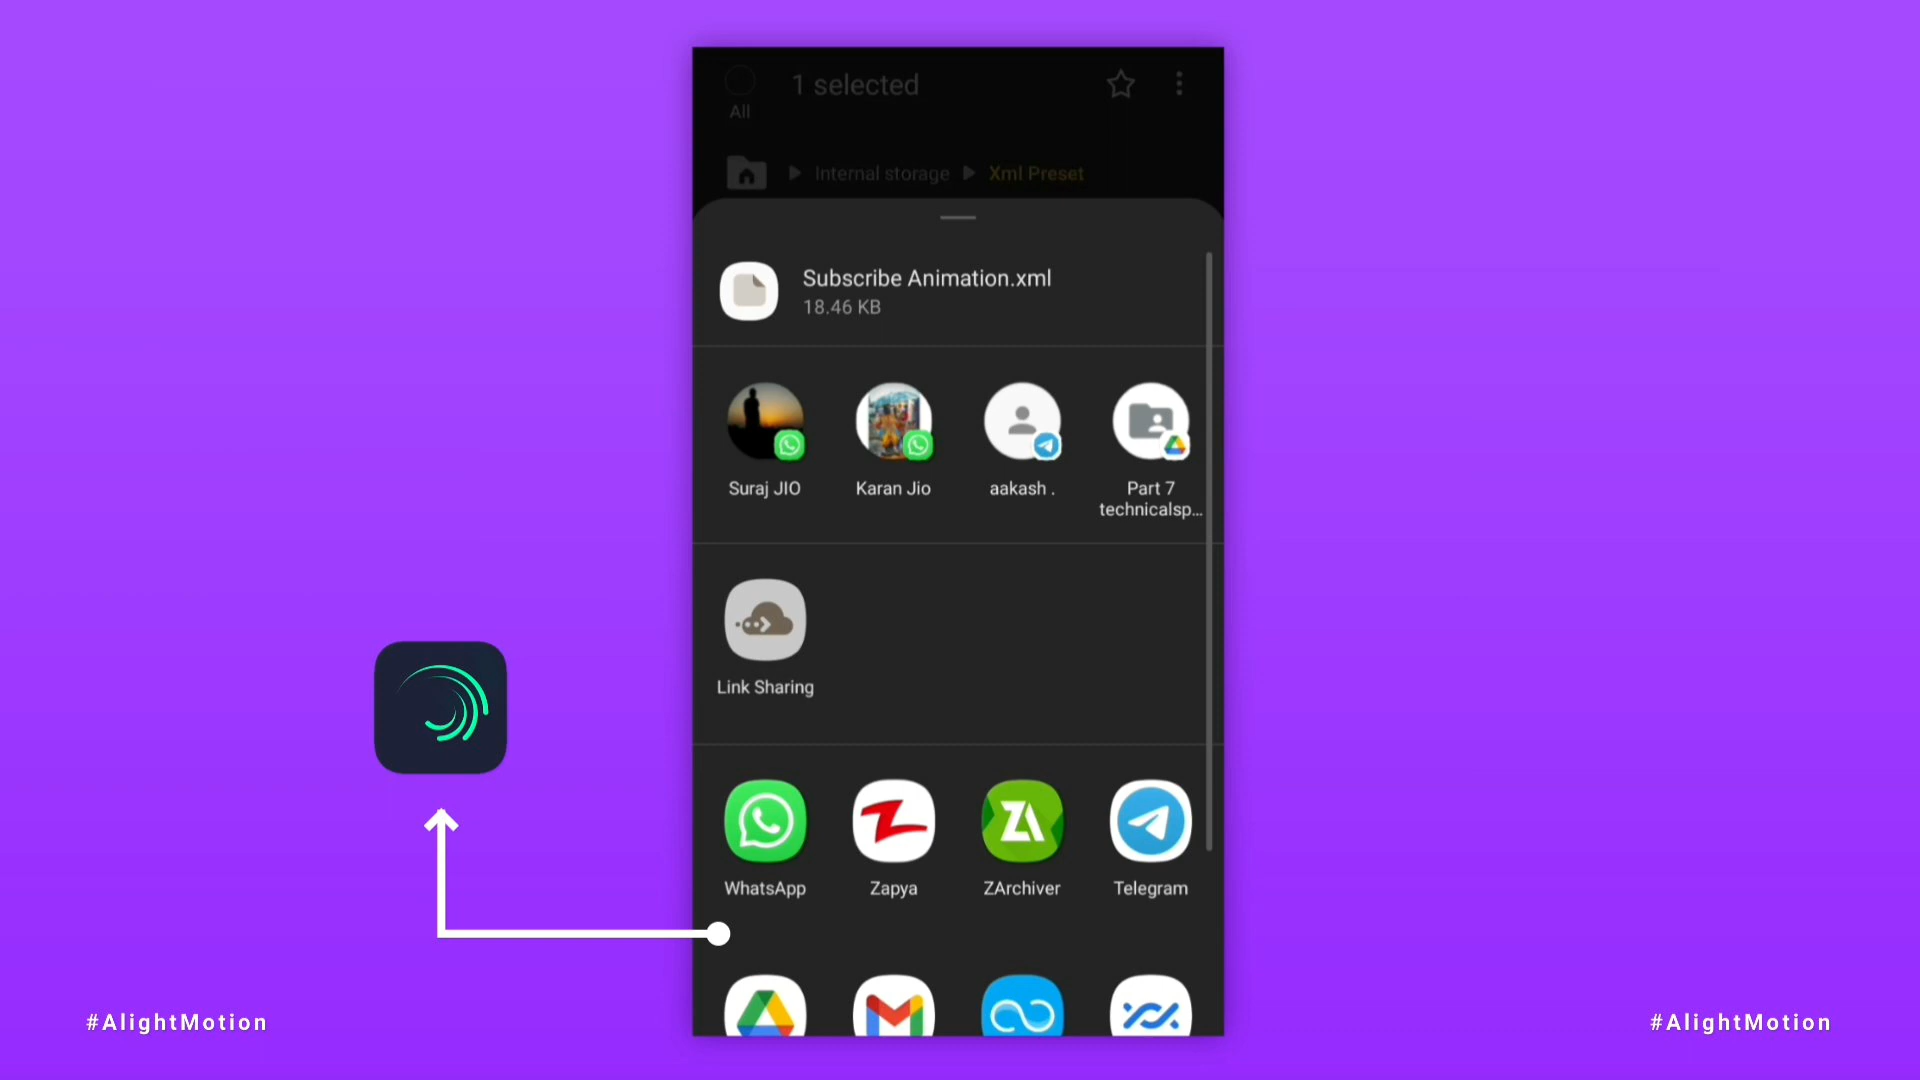 1 selected
All
Internal storage
Xml Preset
Subscribe Animation.xml
18.46 KB
Suraj JIO
Karan Jio
aakash .
Part 7
technicalsp...
Link Sharing
WhatsApp
Zapya
ZArchiver
Telegram
#AlightMotion
#AlightMotion